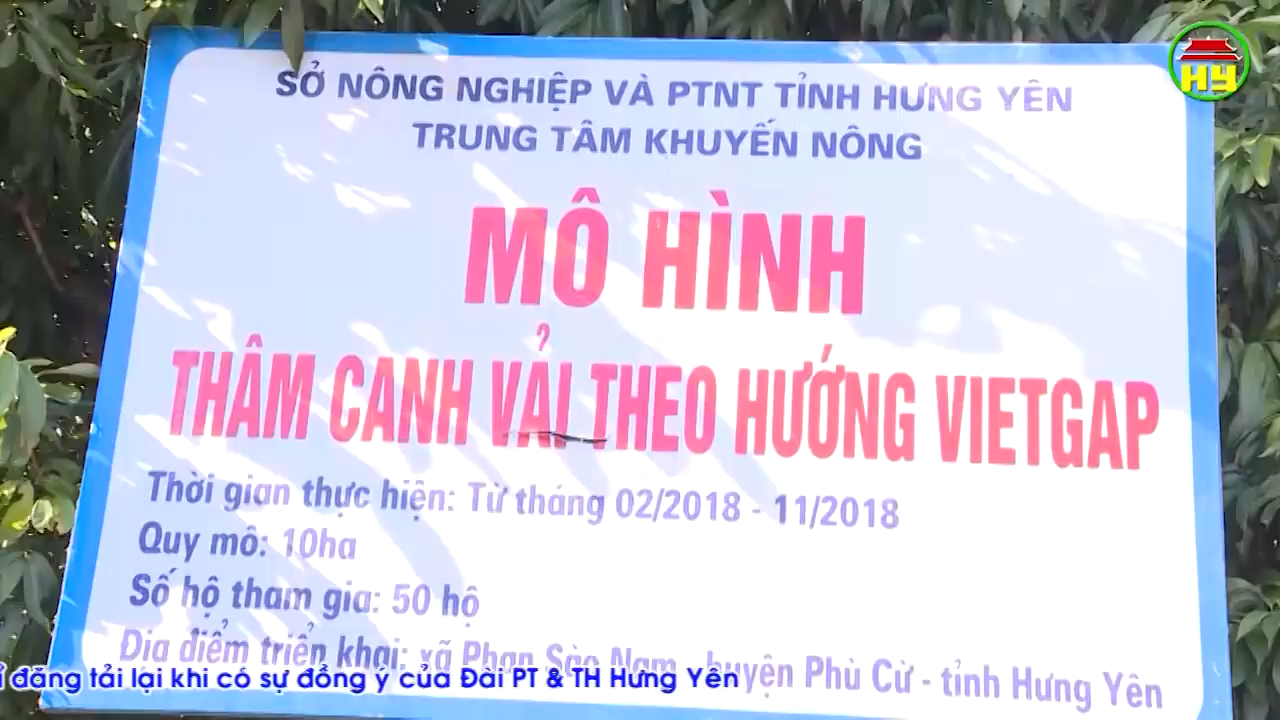 HY
SỞ NÔNG NGHIỆP VÀ PTNT TỈNH HƯNG YÊN
TRUNG TÂM KHUYẾN NÔNG
MÔ HÌNH
THÂM CANH VẢI THEO HƯỚNG VIETGAP
Thời gian thực hiện: Từ tháng 02/2018 - 11/2018
Quy mô: 10ha
Số hộ tham gia: 50 hộ
Địa điểm triển khai: xã Phan Sào Nam - huyện Phù Cừ - tỉnh Hưng Yên
đăng tải lại khi có sự đồng ý của Đài PT & TH Hưng Yên